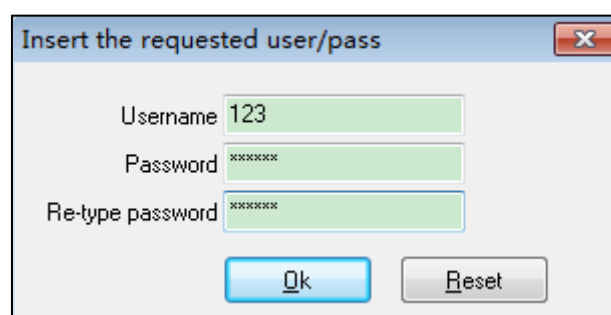 Insert the requested user/pass
Username 123
Password ******
Re-type password ******
Ok Reset